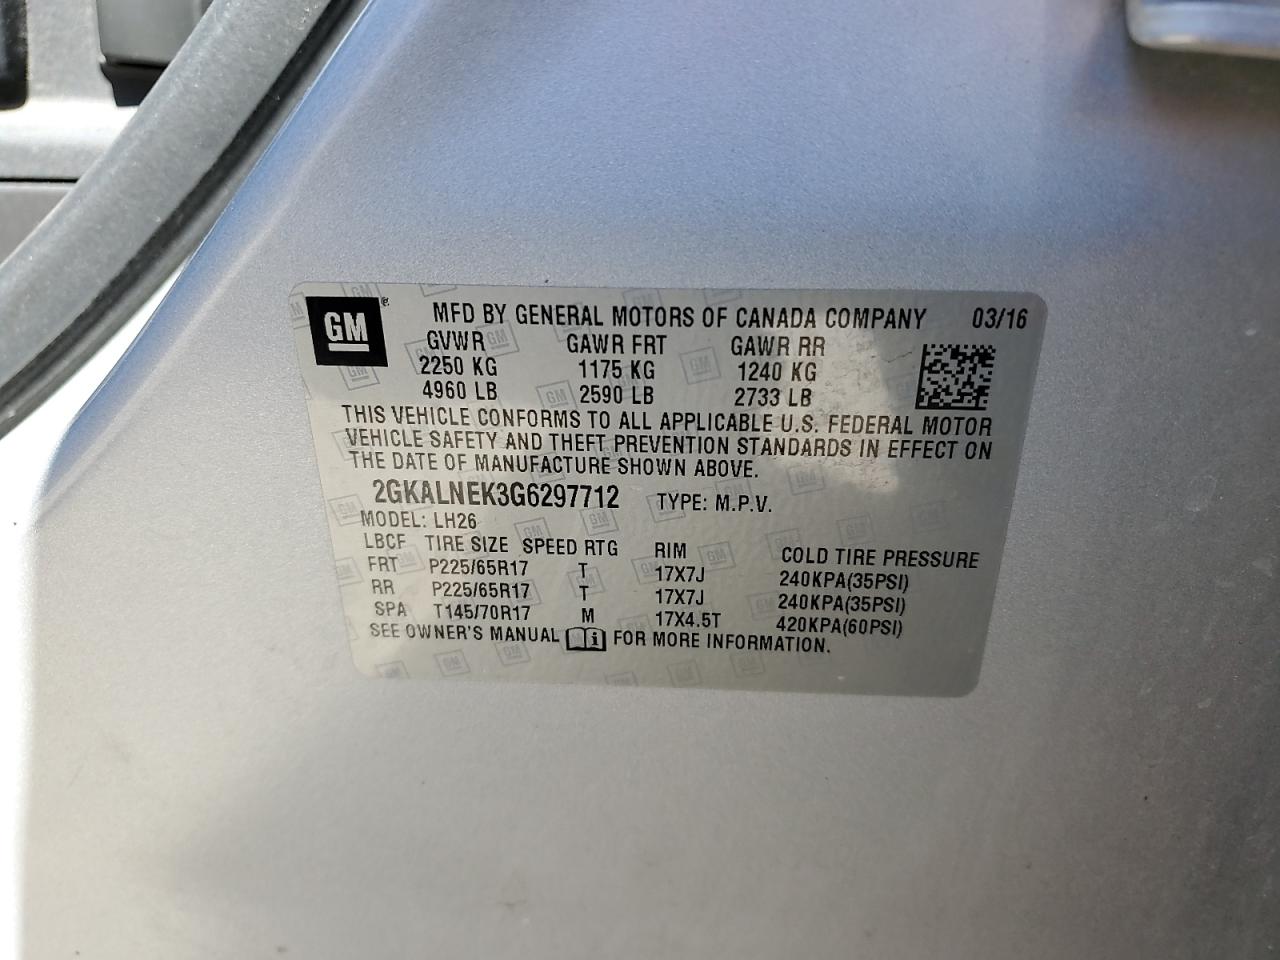 GM
MFD BY GENERAL MOTORS OF CANADA COMPANY 03/16
GVWR GAWR FRT GAWR RR
2250 KG 1175 KG 1240 KG
4960 LB 2590 LB 2733 LB
THIS VEHICLE CONFORMS TO ALL APPLICABLE U.S. FEDERAL MOTOR
VEHICLE SAFETY AND THEFT PREVENTION STANDARDS IN EFFECT ON
THE DATE OF MANUFACTURE SHOWN ABOVE.
2GKALNEK3G6297712 TYPE: M.P.V.
MODEL: LH26
LBCF TIRE SIZE SPEED RTG RIM COLD TIRE PRESSURE
FRT P225/65R17 T 17X7J 240KPA(35PSI)
RR P225/65R17 T 17X7J 240KPA(35PSI)
SPA T145/70R17 M 17X4.5T 420KPA(60PSI)
SEE OWNER'S MANUAL FOR MORE INFORMATION.